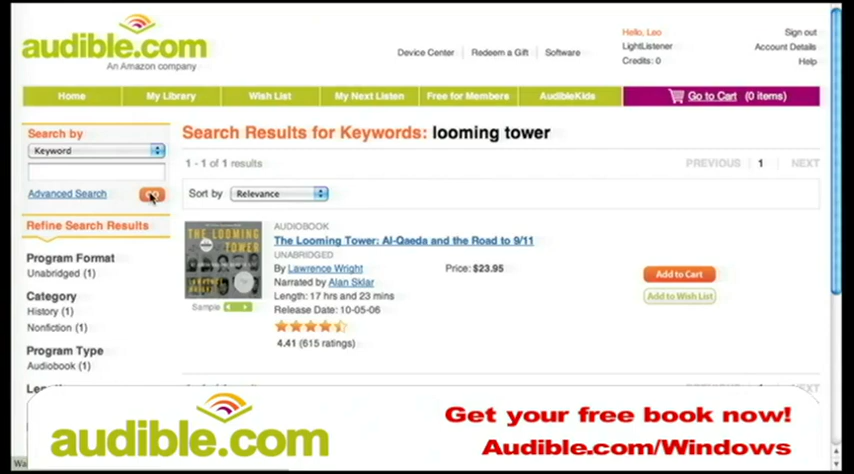 audible.com
An Amazon company
Device Center
Redeem a Gift
Software
Hello, Leo
LightListener
Credits: 0
Sign out
Account Details
Help
Home
My Library
Wish List
My Next Listen
Free for Members
AudibleKids
Go to Cart (0 items)
Search by
Keyword
Advanced Search
Search Results for Keywords: looming tower
1 - 1 of 1 results
PREVIOUS 1 NEXT
Sort by Relevance
Refine Search Results
Program Format
Unabridged (1)
Category
History (1)
Nonfiction (1)
Program Type
Audiobook (1)
THE LOOMING
TOWER
Sample
AUDIOBOOK
The Looming Tower: Al-Qaeda and the Road to 9/11
UNABRIDGED
By Lawrence Wright
Price: $23.95
Narrated by Alan Sklar
Length: 17 hrs and 23 mins
Release Date: 10-05-06
4.41 (615 ratings)
Add to Cart
Add to Wish List
audible.com
Get your free book now!
Audible.com/Windows